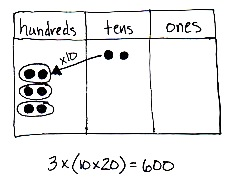 hundreds tens ones
x10
3 x (10 x 20) = 600